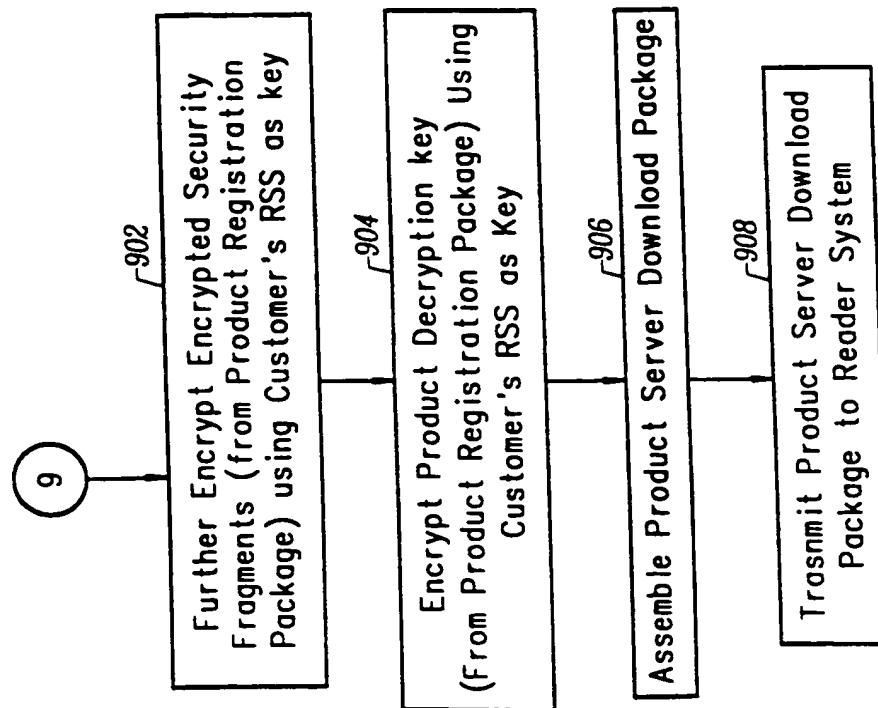 9
902
Further Encrypt Encrypted Security
Fragments (from Product Registration
Package) using Customer's RSS as key
904
Encrypt Product Decryption key
(From Product Registration Package) Using
Customer's RSS as Key
906
Assemble Product Server Download Package
908
Trasnmit Product Server Download
Package to Reader System